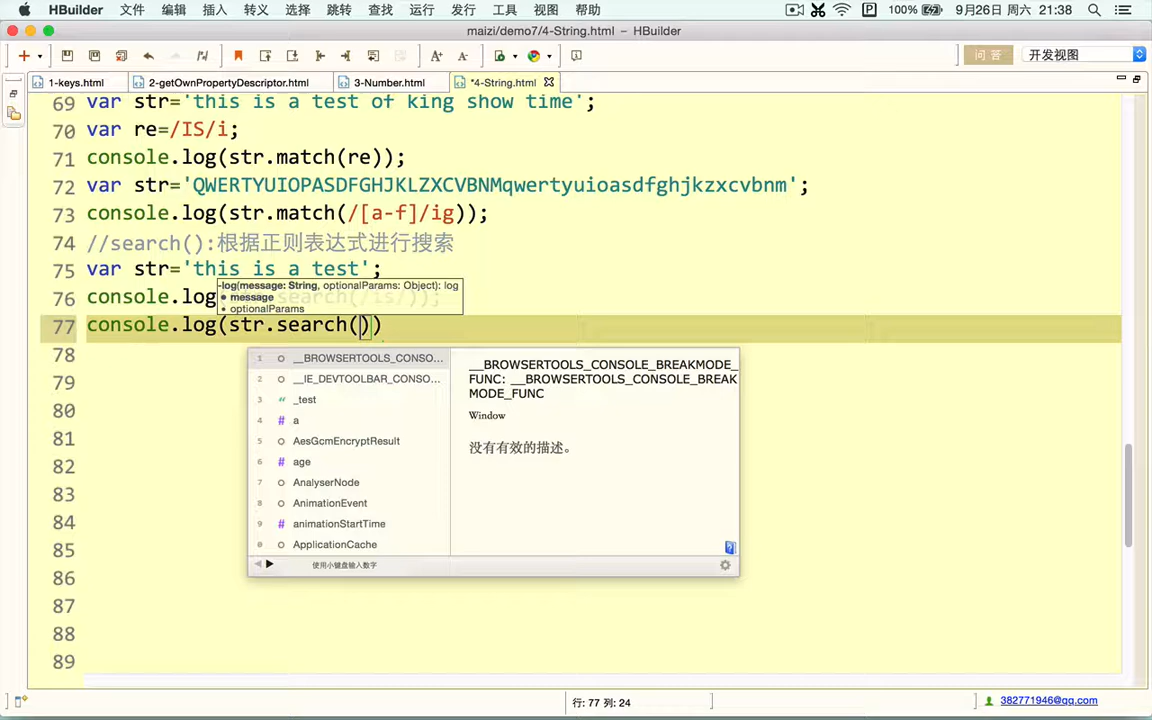 HBuilder 文件 编辑 插入 转义 选择 跳转 查找 运行 发行 工具 视图 帮助 100% 9月26日 周六 21:38
maizi/demo7/4-String.html – HBuilder
A+ A- 问 答 开发视图
1-keys.html 2-getOwnPropertyDescriptor.html 3-Number.html *4-String.html
69 var str='this is a test of king show time';
70 var re=/IS/i;
71 console.log(str.match(re));
72 var str='QWERTYUIOPASDFGHJKLZXCVBNMqwertyuioasdfghjkzxcvbnm';
73 console.log(str.match(/[a-f]/ig));
74 //search():根据正则表达式进行搜索
75 var str='this is a test';
-log(message: String, optionalParams: Object): log
• message
• optionalParams
76 console.log(str.search(/is/));
77 console.log(str.search())
78
79
80
81
82
83
84
85
86
87
88
89
1 __BROWSERTOOLS_CONSO...
2 __IE_DEVTOOLBAR_CONSO...
3 _test
4 # a
5 AesGcmEncryptResult
6 # age
7 AnalyserNode
8 AnimationEvent
9 # animationStartTime
0 ApplicationCache
使用小键盘输入数字
__BROWSERTOOLS_CONSOLE_BREAKMODE_
FUNC: __BROWSERTOOLS_CONSOLE_BREAK
MODE_FUNC
Window
没有有效的描述。
行: 77 列: 24
382771946@qq.com